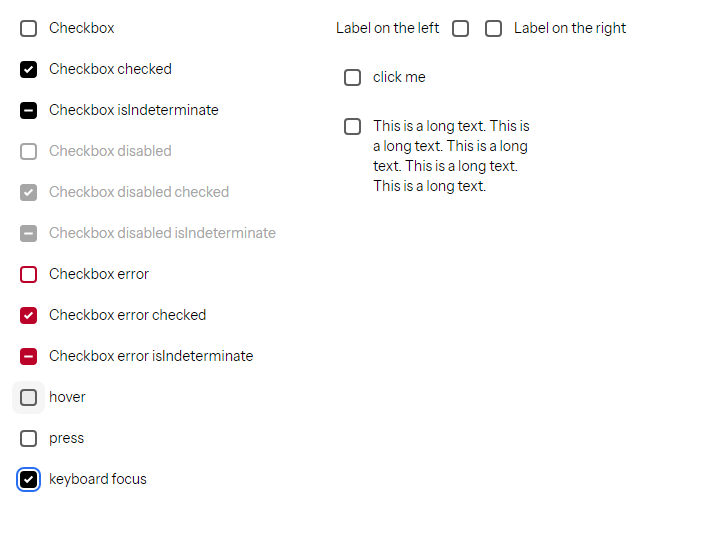 Checkbox
Checkbox checked
Checkbox isIndeterminate
Checkbox disabled
Checkbox disabled checked
Checkbox disabled isIndeterminate
Checkbox error
Checkbox error checked
Checkbox error isIndeterminate
hover
press
keyboard focus
Label on the left
Label on the right
click me
This is a long text. This is
a long text. This is a long
text. This is a long text.
This is a long text.